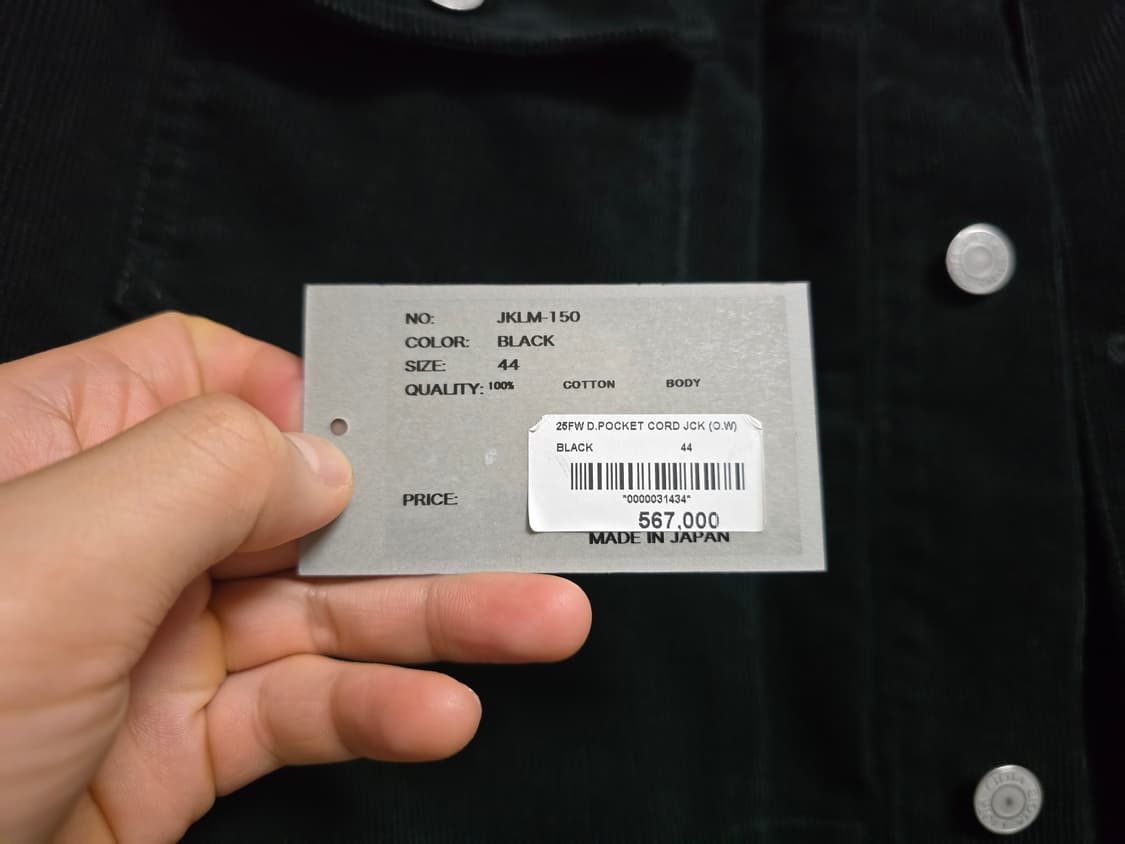 NO: JKLM-150
COLOR: BLACK
SIZE: 44
QUALITY: 100% COTTON BODY
25FW D.POCKET CORD JCK (O.W)
BLACK 44
*0000031434*
PRICE: 567,000
MADE IN JAPAN